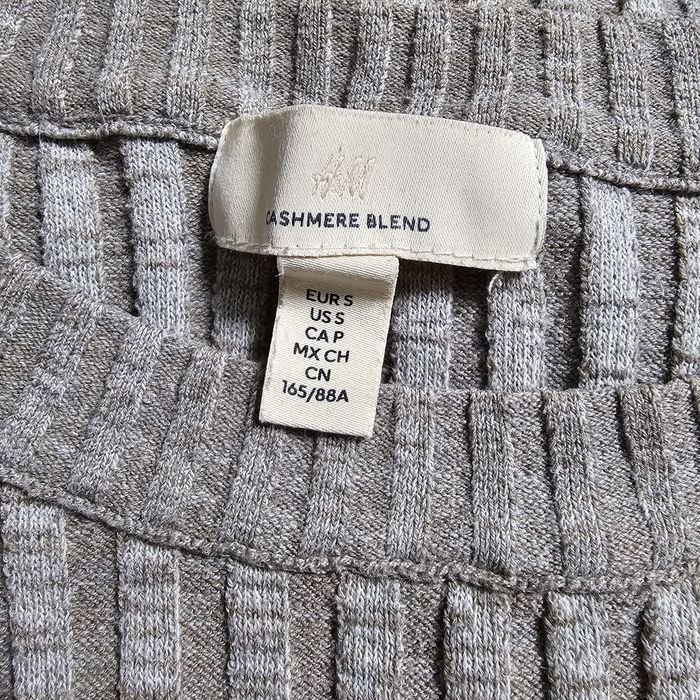 H&M
CASHMERE BLEND
EUR S
US S
CA P
MX CH
CN
165/88A